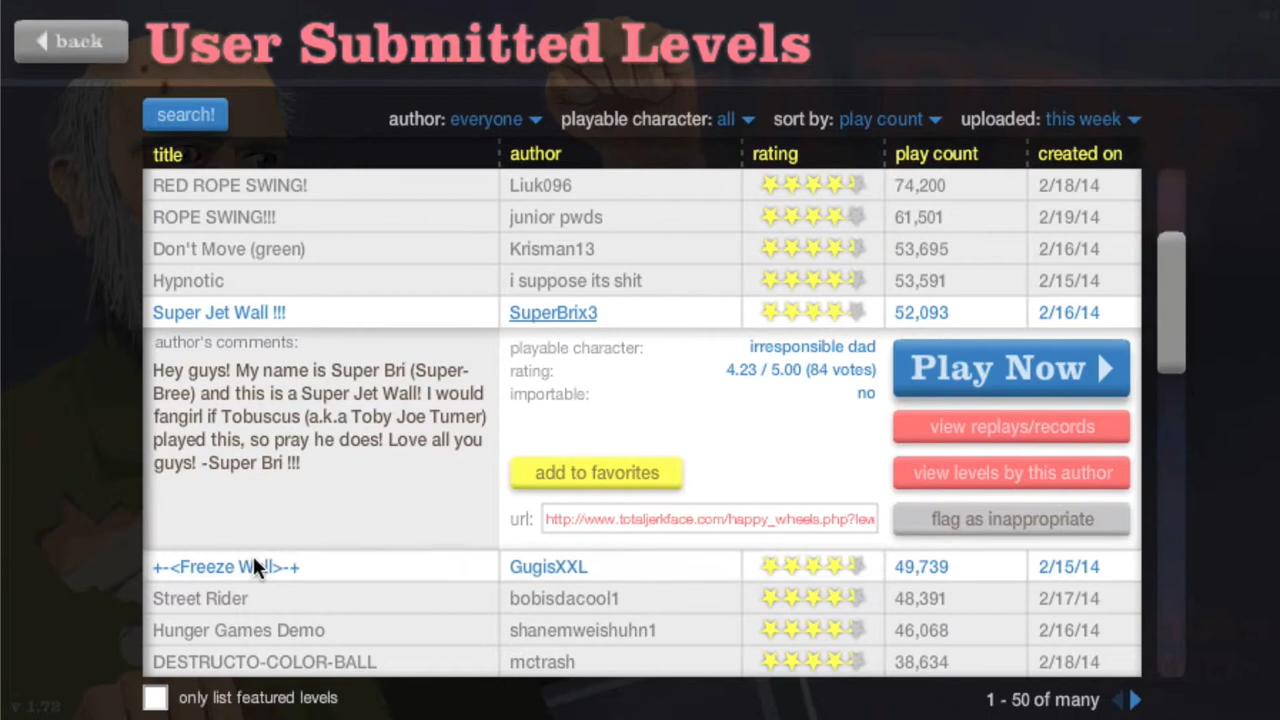 back
User Submitted Levels
search!
author: everyone playable character: all sort by: play count uploaded: this week
title author rating play count created on
RED ROPE SWING! Liuk096 74,200 2/18/14
ROPE SWING!!! junior pwds 61,501 2/19/14
Don't Move (green) Krisman13 53,695 2/16/14
Hypnotic i suppose its shit 53,591 2/15/14
Super Jet Wall !!! SuperBrix3 52,093 2/16/14
author's comments:
Hey guys! My name is Super Bri (Super-
Bree) and this is a Super Jet Wall! I would
fangirl if Tobuscus (a.k.a Toby Joe Turner)
played this, so pray he does! Love all you
guys! -Super Bri !!!
playable character: irresponsible dad
rating: 4.23 / 5.00 (84 votes)
importable: no
add to favorites
url: http://www.totaljerkface.com/happy_wheels.php?lev
Play Now
view replays/records
view levels by this author
flag as inappropriate
+-<Freeze Wall>-+ GugisXXL 49,739 2/15/14
Street Rider bobisdacool1 48,391 2/17/14
Hunger Games Demo shanemweishuhn1 46,068 2/16/14
DESTRUCTO-COLOR-BALL mctrash 38,634 2/18/14
only list featured levels
1 - 50 of many
v 1.72